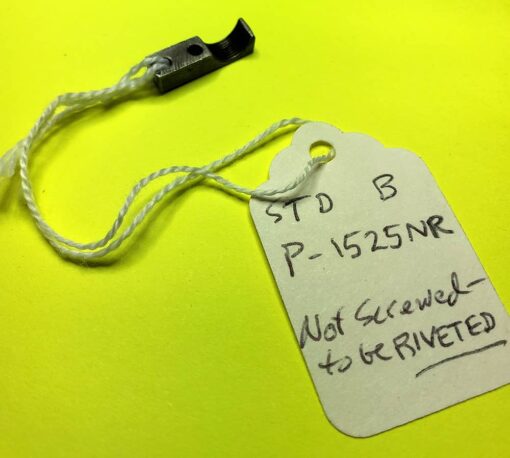 STD B
P-1525NR
Not Screwed-
to be RIVETED